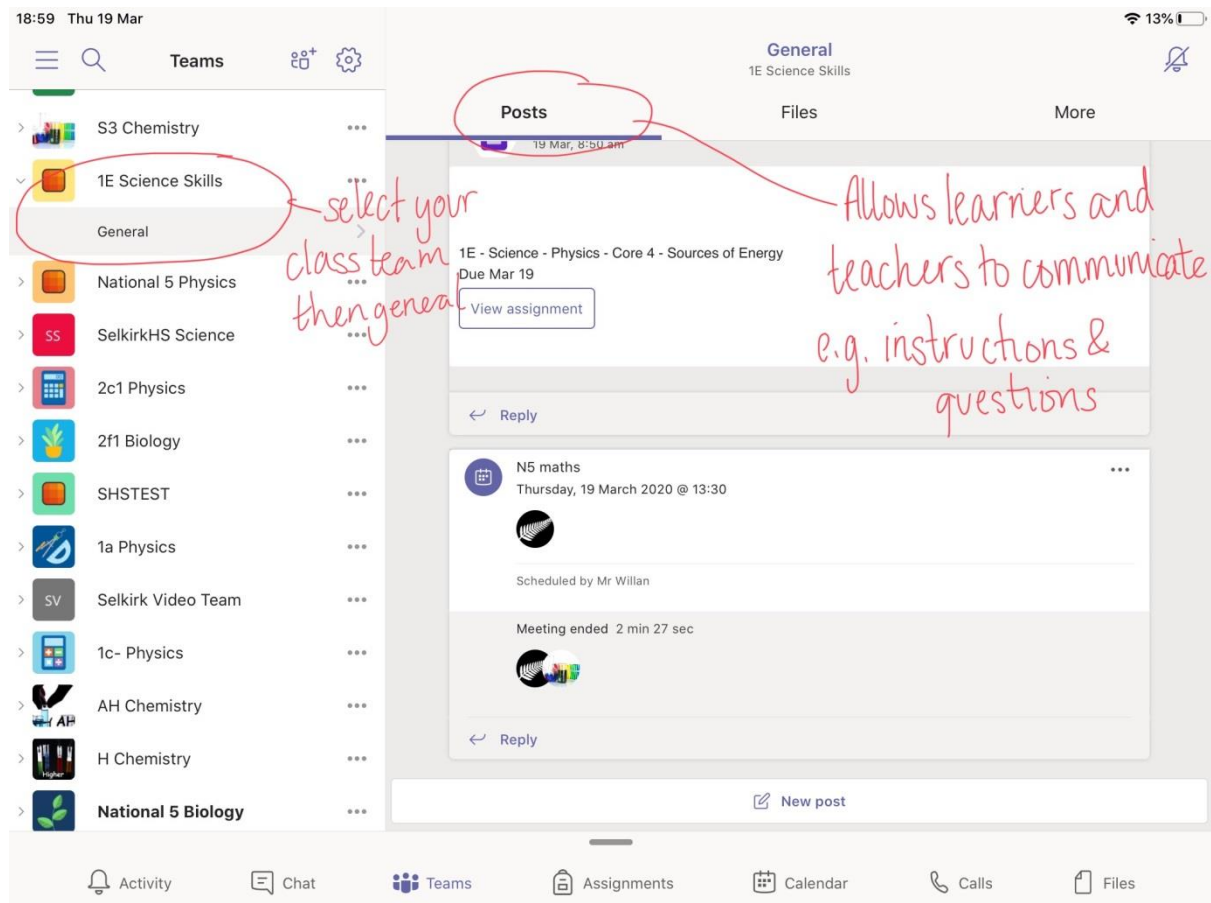 18:59 Thu 19 Mar
13%
Teams
General
1E Science Skills
Posts
Files
More
S3 Chemistry
1E Science Skills
General
National 5 Physics
SS
SelkirkHS Science
2c1 Physics
2f1 Biology
SHSTEST
1a Physics
SV
Selkirk Video Team
1c- Physics
AH
AH Chemistry
Higher
H Chemistry
National 5 Biology
select your
class team
then general
19 Mar, 8:50 am
1E - Science - Physics - Core 4 - Sources of Energy
Due Mar 19
View assignment
Reply
Allows learners and
teachers to communicate
e.g. instructions &
questions
N5 maths
Thursday, 19 March 2020 @ 13:30
Scheduled by Mr Willan
Meeting ended 2 min 27 sec
Reply
New post
Activity
Chat
Teams
Assignments
Calendar
Calls
Files